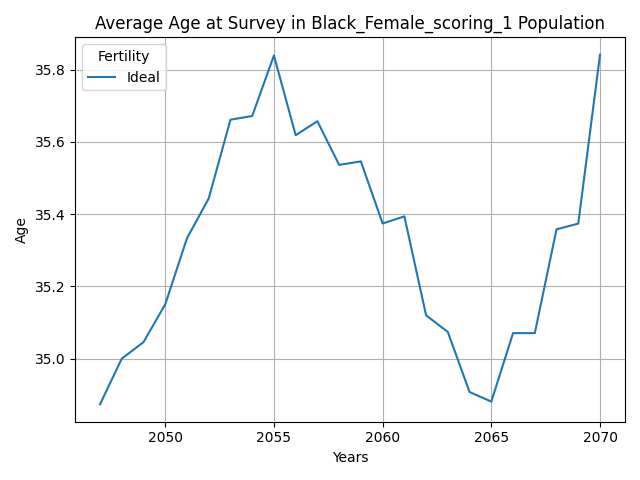 Average Age at Survey in Black_Female_scoring_1 Population
Fertility
Ideal
Age
35.8
35.6
35.4
35.2
35.0
2050 2055 2060 2065 2070
Years